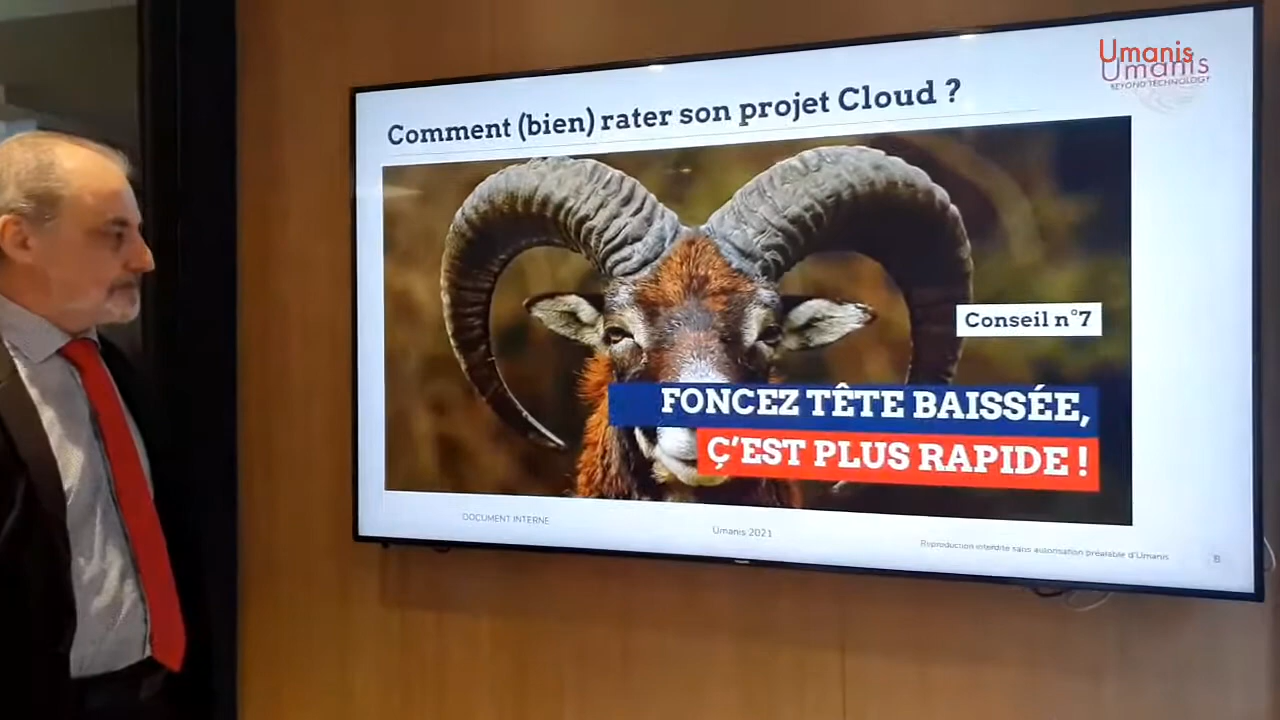 Umanis
Umanis
BEYOND TECHNOLOGY
Comment (bien) rater son projet Cloud ?
Conseil n°7
FONCEZ TÊTE BAISSÉE,
Ç'EST PLUS RAPIDE !
DOCUMENT INTERNE
Umanis 2021
Reproduction interdite sans autorisation préalable d'Umanis
8